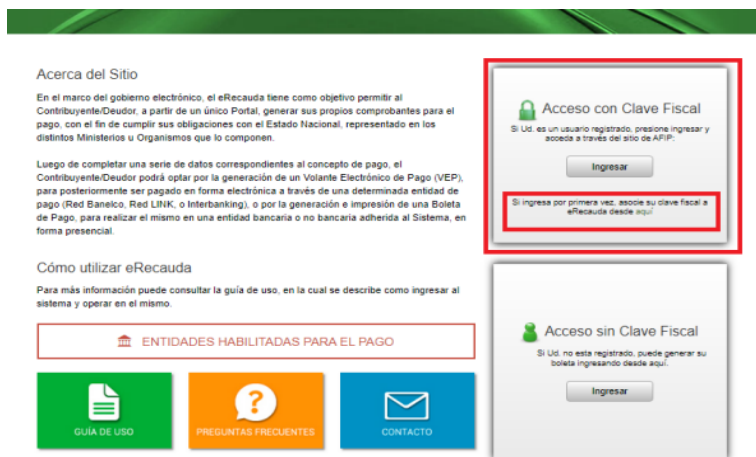 Acerca del Sitio
En el marco del gobierno electrónico, el eRecauda tiene como objetivo permitir al
Contribuyente/Deudor, a partir de un único Portal, generar sus propios comprobantes para el
pago, con el fin de cumplir sus obligaciones con el Estado Nacional, representado en los
distintos Ministerios u Organismos que lo componen.
Luego de completar una serie de datos correspondientes al concepto de pago, el
Contribuyente/Deudor podrá optar por la generación de un Volante Electrónico de Pago (VEP),
para posteriormente ser pagado en forma electrónica a través de una determinada entidad de
pago (Red Banelco, Red LINK, o Interbanking), o por la generación e impresión de una Boleta
de Pago, para realizar el mismo en una entidad bancaria o no bancaria adherida al Sistema, en
forma presencial.
Cómo utilizar eRecauda
Para más información puede consultar la guía de uso, en la cual se describe como ingresar al
sistema y operar en el mismo.
ENTIDADES HABILITADAS PARA EL PAGO
GUÍA DE USO
PREGUNTAS FRECUENTES
CONTACTO
Acceso con Clave Fiscal
Si Ud. es un usuario registrado, presione ingresar y
acceda a través del sitio de AFIP:
Ingresar
Si ingresa por primera vez, asocie su clave fiscal a
eRecauda desde aquí
Acceso sin Clave Fiscal
Si Ud. no esta registrado, puede generar su
boleta ingresando desde aquí.
Ingresar